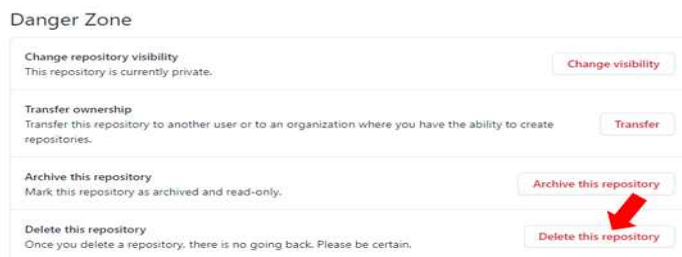 Danger Zone
Change repository visibility
This repository is currently private.
Change visibility
Transfer ownership
Transfer this repository to another user or to an organization where you have the ability to create
repositories.
Transfer
Archive this repository
Mark this repository as archived and read-only.
Archive this repository
Delete this repository
Once you delete a repository, there is no going back. Please be certain.
Delete this repository